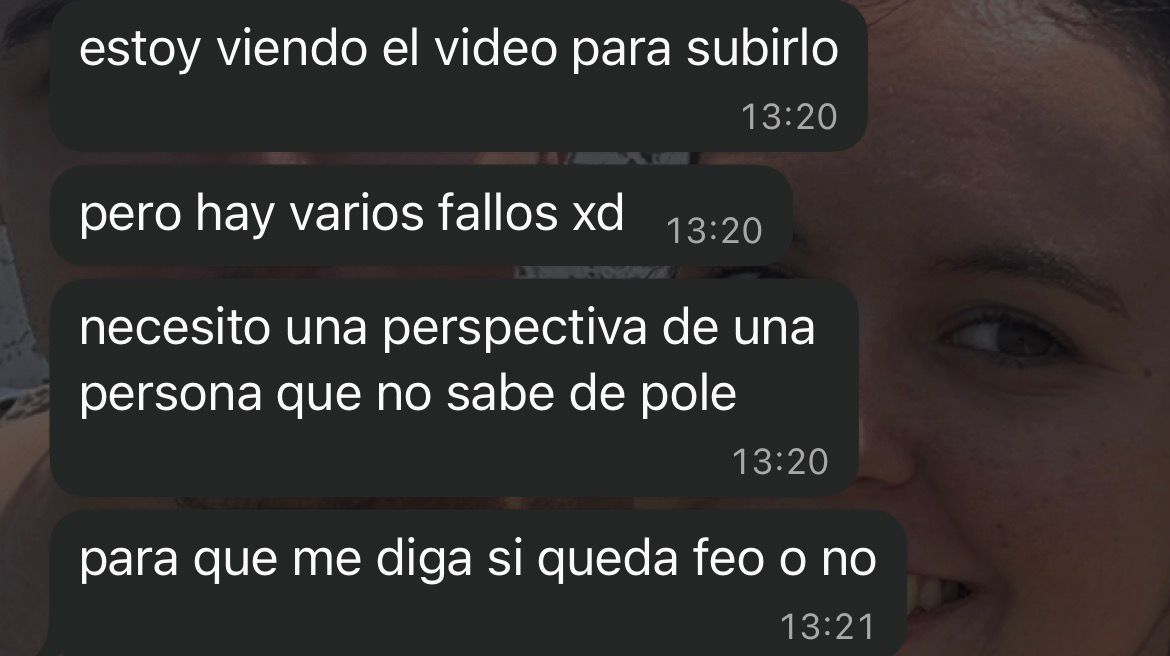 estoy viendo el video para subirlo
13:20
pero hay varios fallos xd 13:20
necesito una perspectiva de una
persona que no sabe de pole
13:20
para que me diga si queda feo o no
13:21